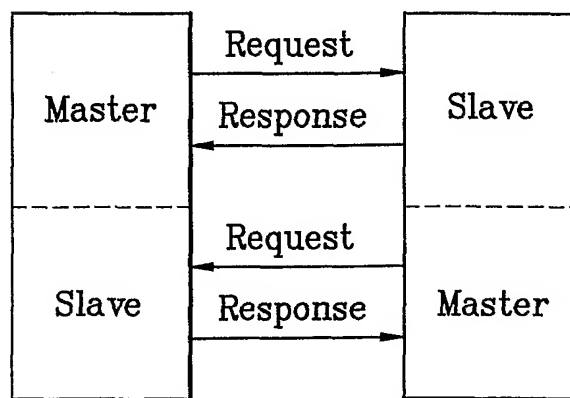 Request
Master
Response
Slave
Request
Slave
Response
Master